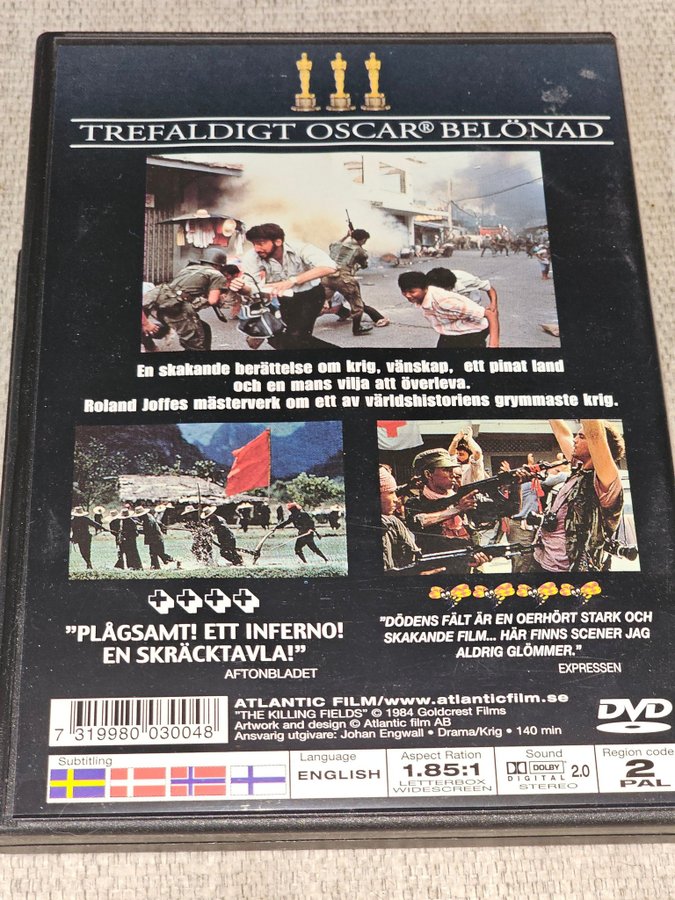 TREFALDIGT OSCAR® BELÖNAD
En skakande berättelse om krig, vänskap, ett pinat land
och en mans vilja att överleva.
Roland Joffes mästerverk om ett av världshistoriens grymmaste krig.
"PLÅGSAMT! ETT INFERNO!
EN SKRÄCKTAVLA!"
AFTONBLADET
"DÖDENS FÄLT ÄR EN OERHÖRT STARK OCH
SKAKANDE FILM... HÄR FINNS SCENER JAG
ALDRIG GLÖMMER."
EXPRESSEN
7 319980 030048
ATLANTIC FILM/www.atlanticfilm.se
"THE KILLING FIELDS" © 1984 Goldcrest Films
Artwork and design © Atlantic film AB
Ansvarig utgivare: Johan Engwall • Drama/Krig • 140 min
DVD
Subtitling
Language
ENGLISH
Aspect Ration
1.85:1
LETTERBOX
WIDESCREEN
Sound
DOLBY
DIGITAL 2.0
STEREO
Region code
2
PAL